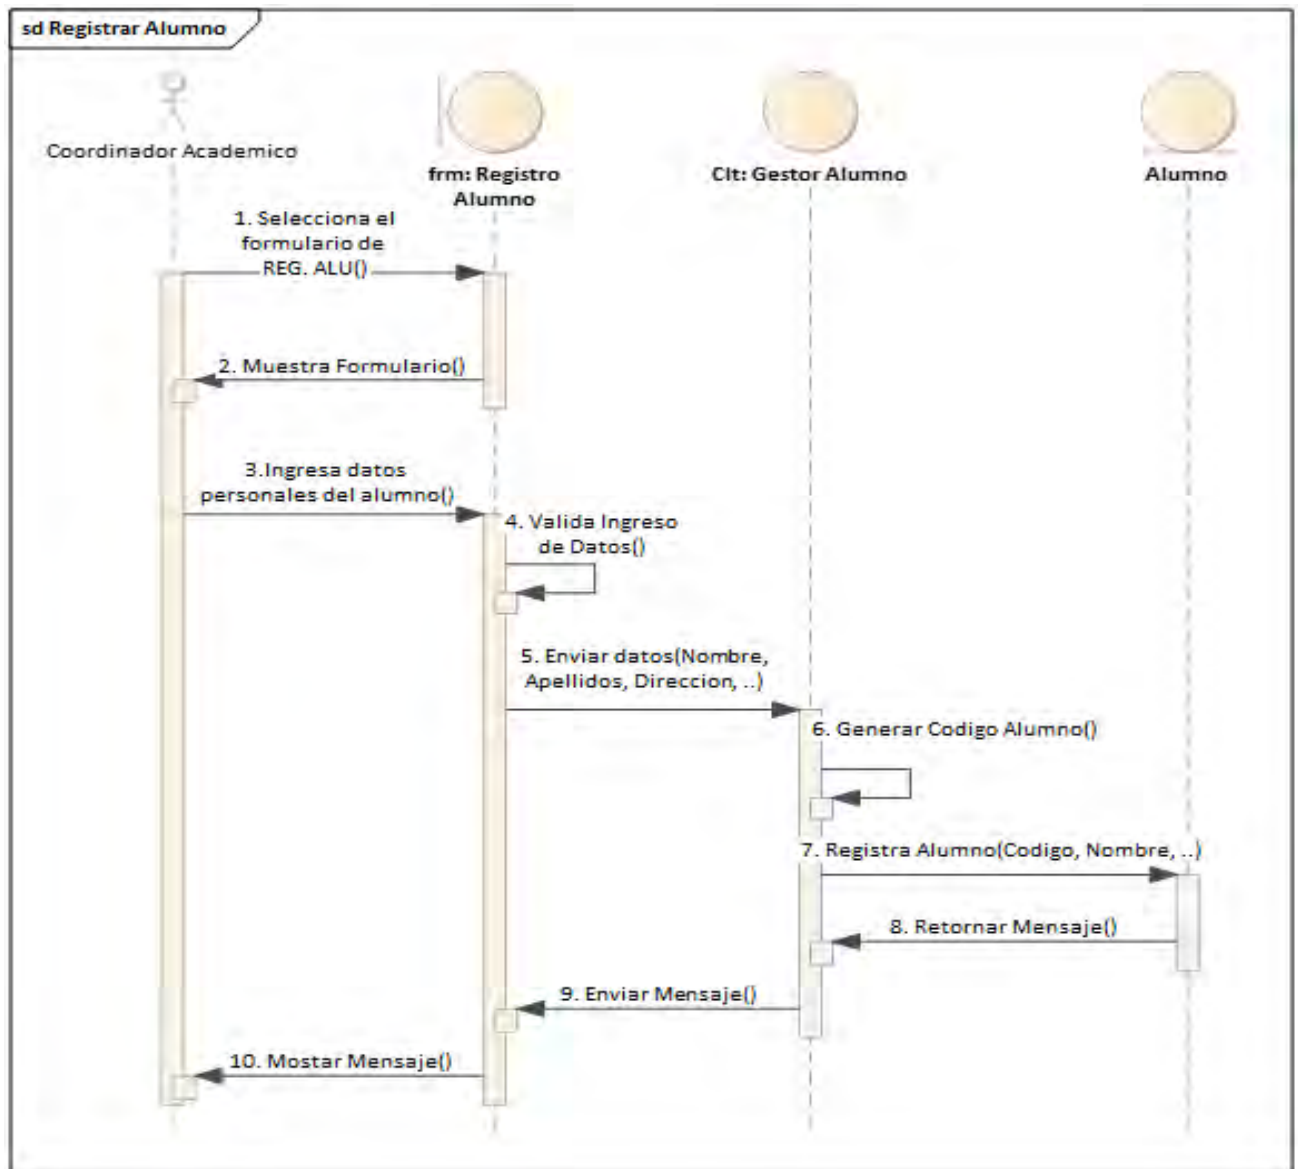 sd Registrar Alumno
Coordinador Academico
frm: Registro
Alumno
Clt: Gestor Alumno
Alumno
1. Selecciona el
formulario de
REG. ALU()
2. Muestra Formulario()
3.Ingresa datos
personales del alumno()
4. Valida Ingreso
de Datos()
5. Enviar datos(Nombre,
Apellidos, Direccion, ..)
6. Generar Codigo Alumno()
7. Registra Alumno(Codigo, Nombre, ..)
8. Retornar Mensaje()
9. Enviar Mensaje()
10. Mostar Mensaje()